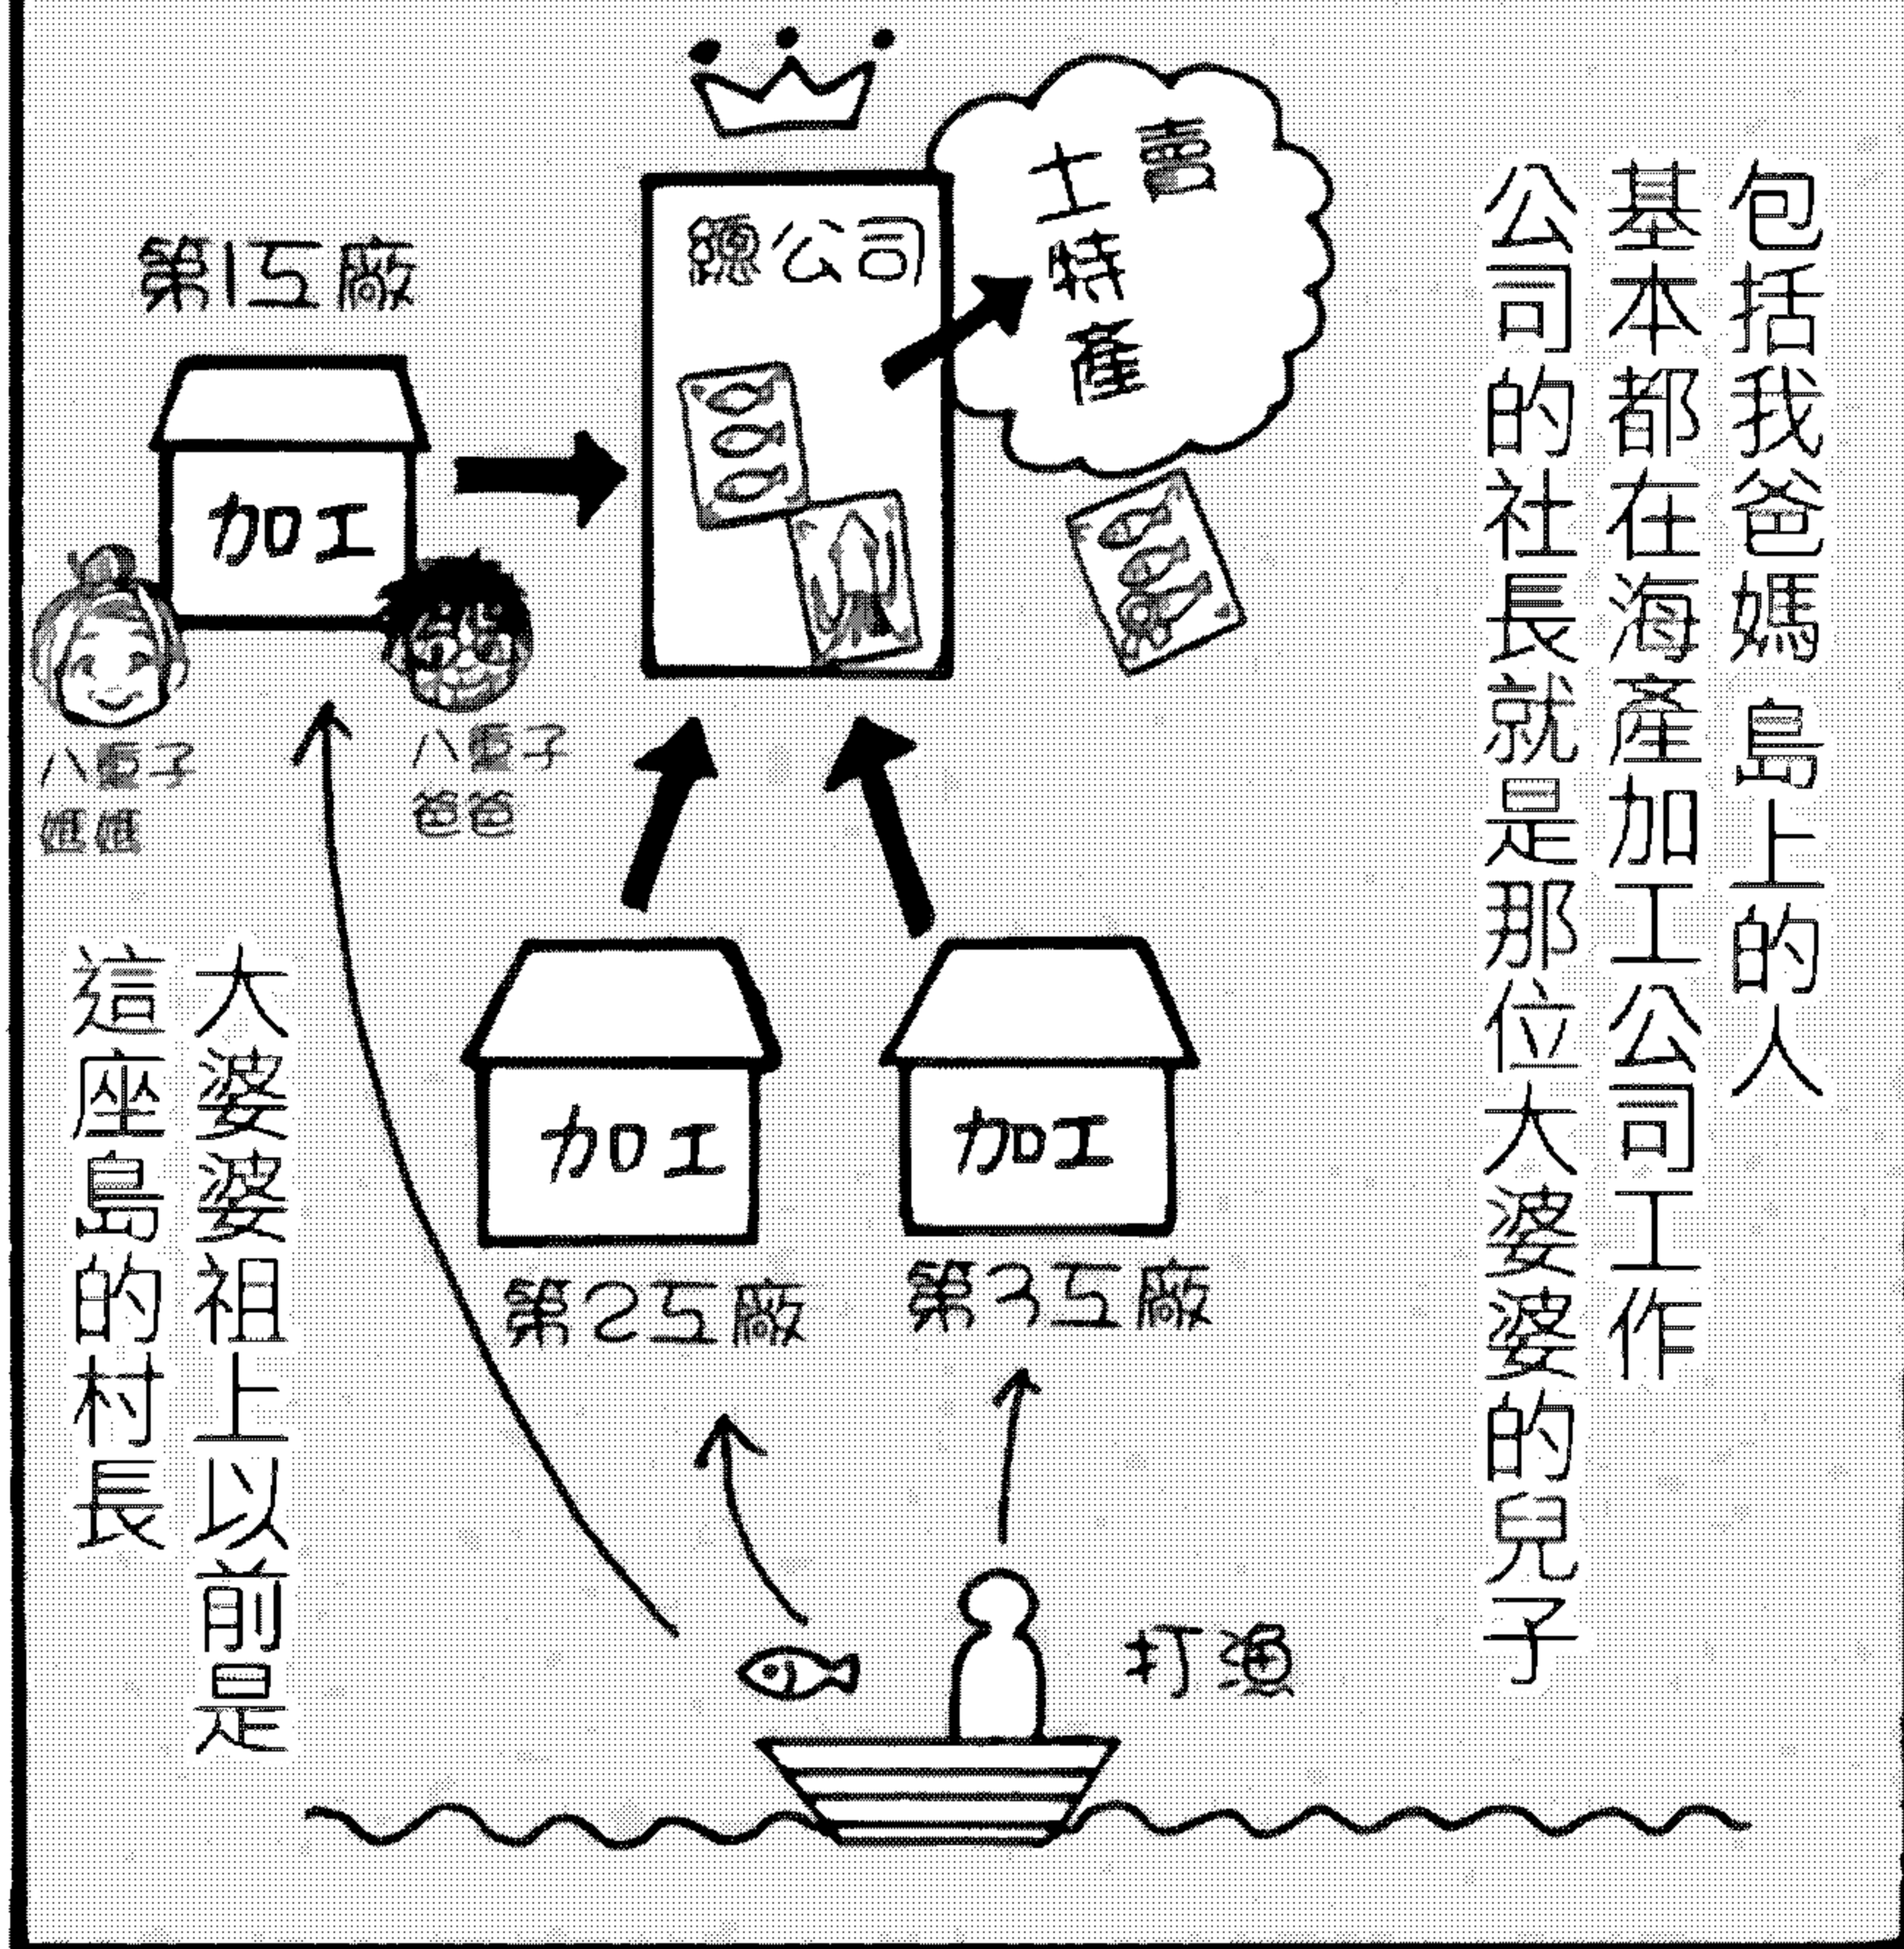 包括我爸媽 島上的人
基本都在海產加工公司工作
公司的社長就是那位大婆婆的兒子
賣
土特產
總公司
第1工廠
加工
八重子
爸爸
八重子
媽媽
加工
第3工廠
加工
第2工廠
打漁
大婆婆祖上以前是
這座島的村長